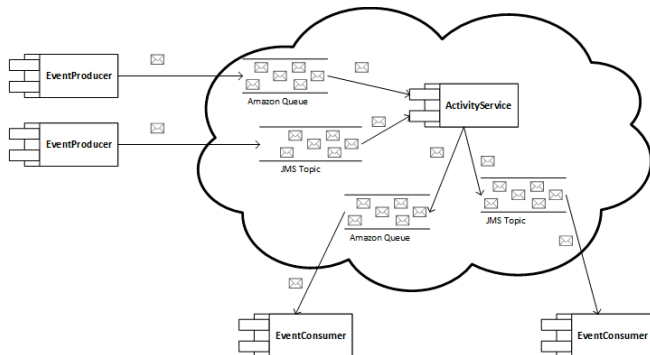 EventProducer
Amazon Queue
ActivityService
EventProducer
JMS Topic
Amazon Queue
JMS Topic
EventConsumer
EventConsumer